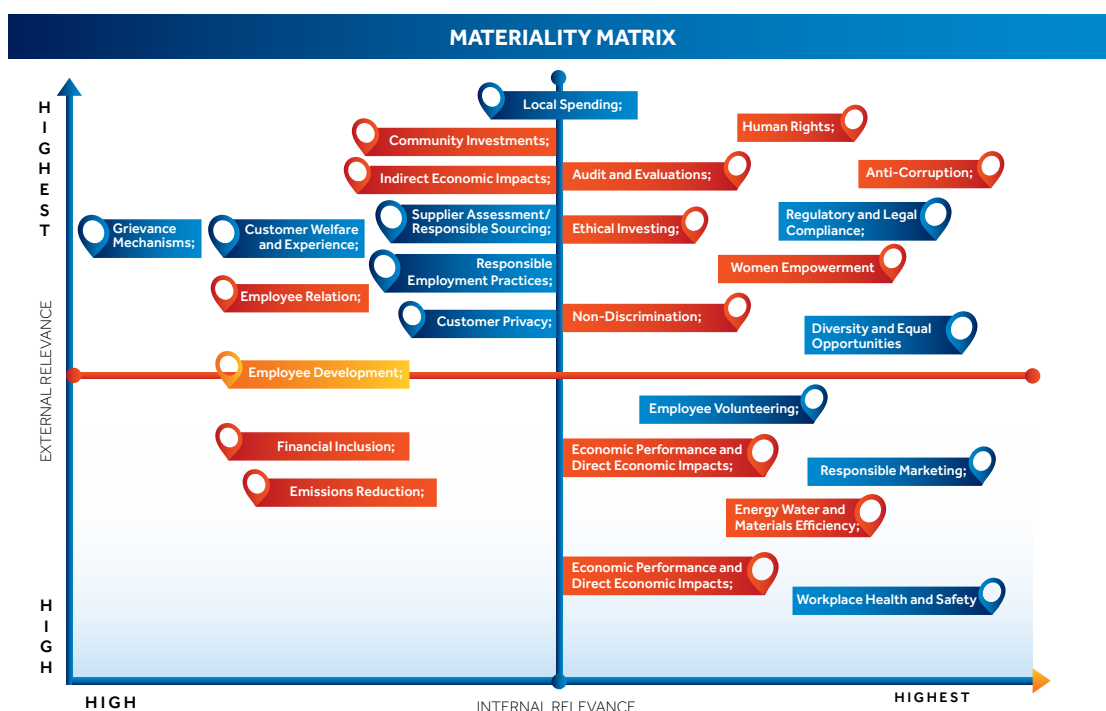 MATERIALITY MATRIX
HIGHEST
Local Spending;
Human Rights;
Community Investments;
Indirect Economic Impacts;
Audit and Evaluations;
Anti-Corruption;
Grievance
Mechanisms;
Customer Welfare
and Experience;
Supplier Assessment/
Responsible Sourcing;
Ethical Investing;
Regulatory and Legal
Compliance;
Responsible
Employment Practices;
Women Empowerment
Employee Relation;
Customer Privacy;
Non-Discrimination;
Diversity and Equal
Opportunities
EXTERNAL RELEVANCE
Employee Development;
Employee Volunteering;
Financial Inclusion;
Economic Performance and
Direct Economic Impacts;
Responsible Marketing;
Emissions Reduction;
Energy Water and
Materials Efficiency;
Economic Performance and
Direct Economic Impacts;
Workplace Health and Safety
HIGH
HIGH
INTERNAL RELEVANCE
HIGHEST